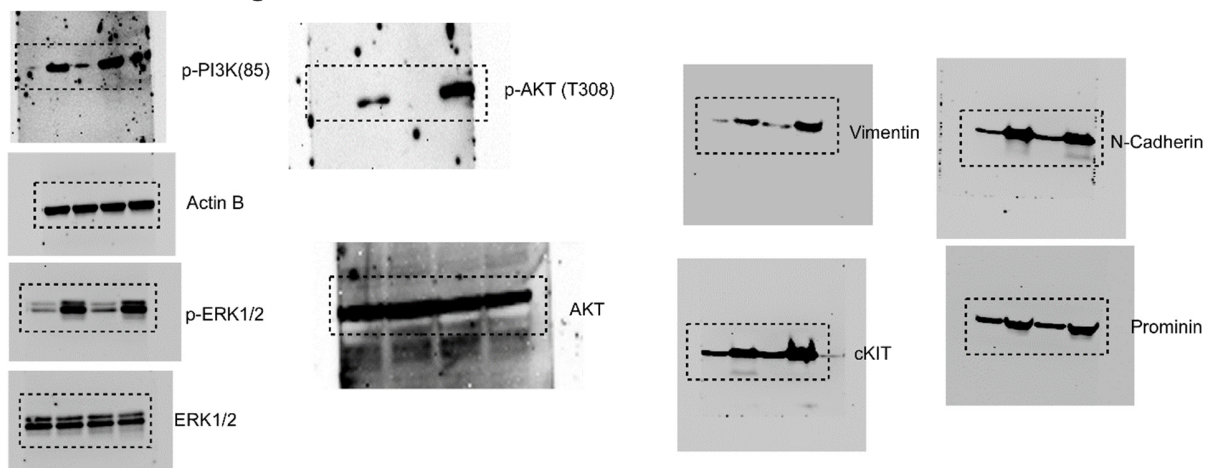 p-PI3K(85)
p-AKT (T308)
Vimentin
N-Cadherin
Actin B
p-ERK1/2
AKT
cKIT
Prominin
ERK1/2